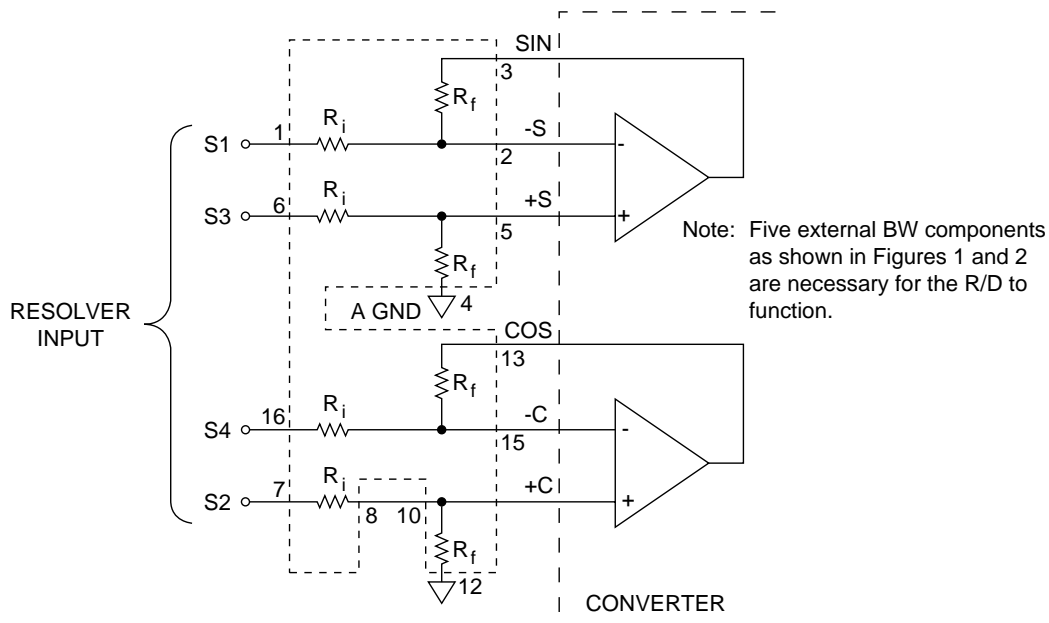 SIN
3
Rf
Ri
S1
1
-S
2
-
Ri
S3
6
+S
5
+
Rf
4
A GND
Note: Five external BW components
as shown in Figures 1 and 2
are necessary for the R/D to
function.
RESOLVER
INPUT
COS
13
Rf
Ri
S4
16
-C
15
-
Ri
S2
7
8
10
+C
+
Rf
12
CONVERTER